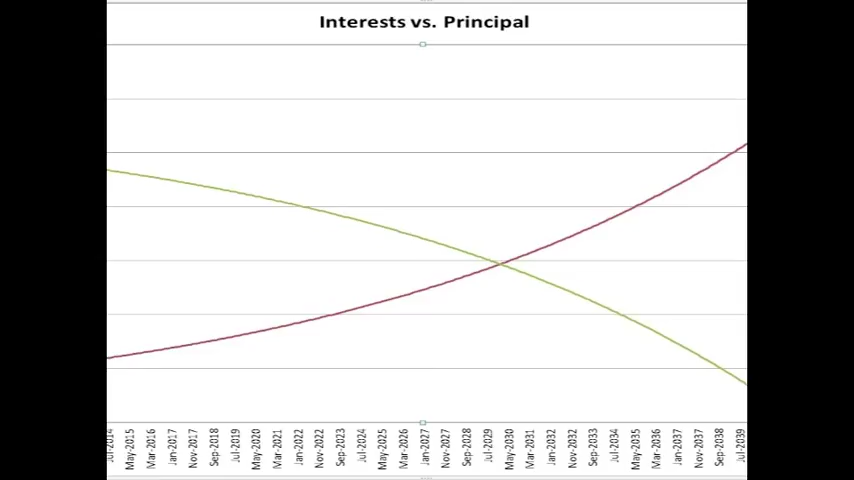 Interests vs. Principal
Jul-2014
May-2015
Mar-2016
Jan-2017
Nov-2017
Sep-2018
Jul-2019
May-2020
Mar-2021
Jan-2022
Nov-2022
Sep-2023
Jul-2024
May-2025
Mar-2026
Jan-2027
Nov-2027
Sep-2028
Jul-2029
May-2030
Mar-2031
Jan-2032
Nov-2032
Sep-2033
Jul-2034
May-2035
Mar-2036
Jan-2037
Nov-2037
Sep-2038
Jul-2039